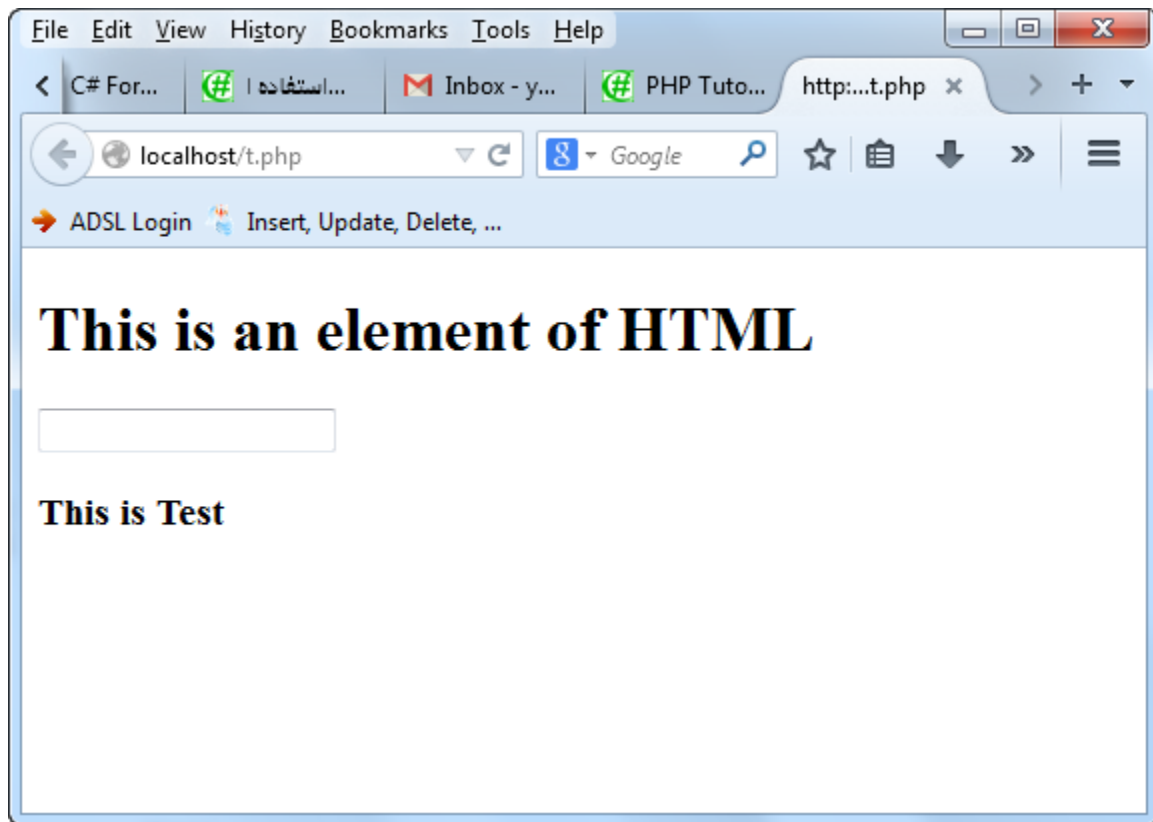 File Edit View History Bookmarks Tools Help
C# For... استفاده ا... Inbox - y... PHP Tuto... http:...t.php
localhost/t.php 8 Google
ADSL Login Insert, Update, Delete, ...
This is an element of HTML
This is Test